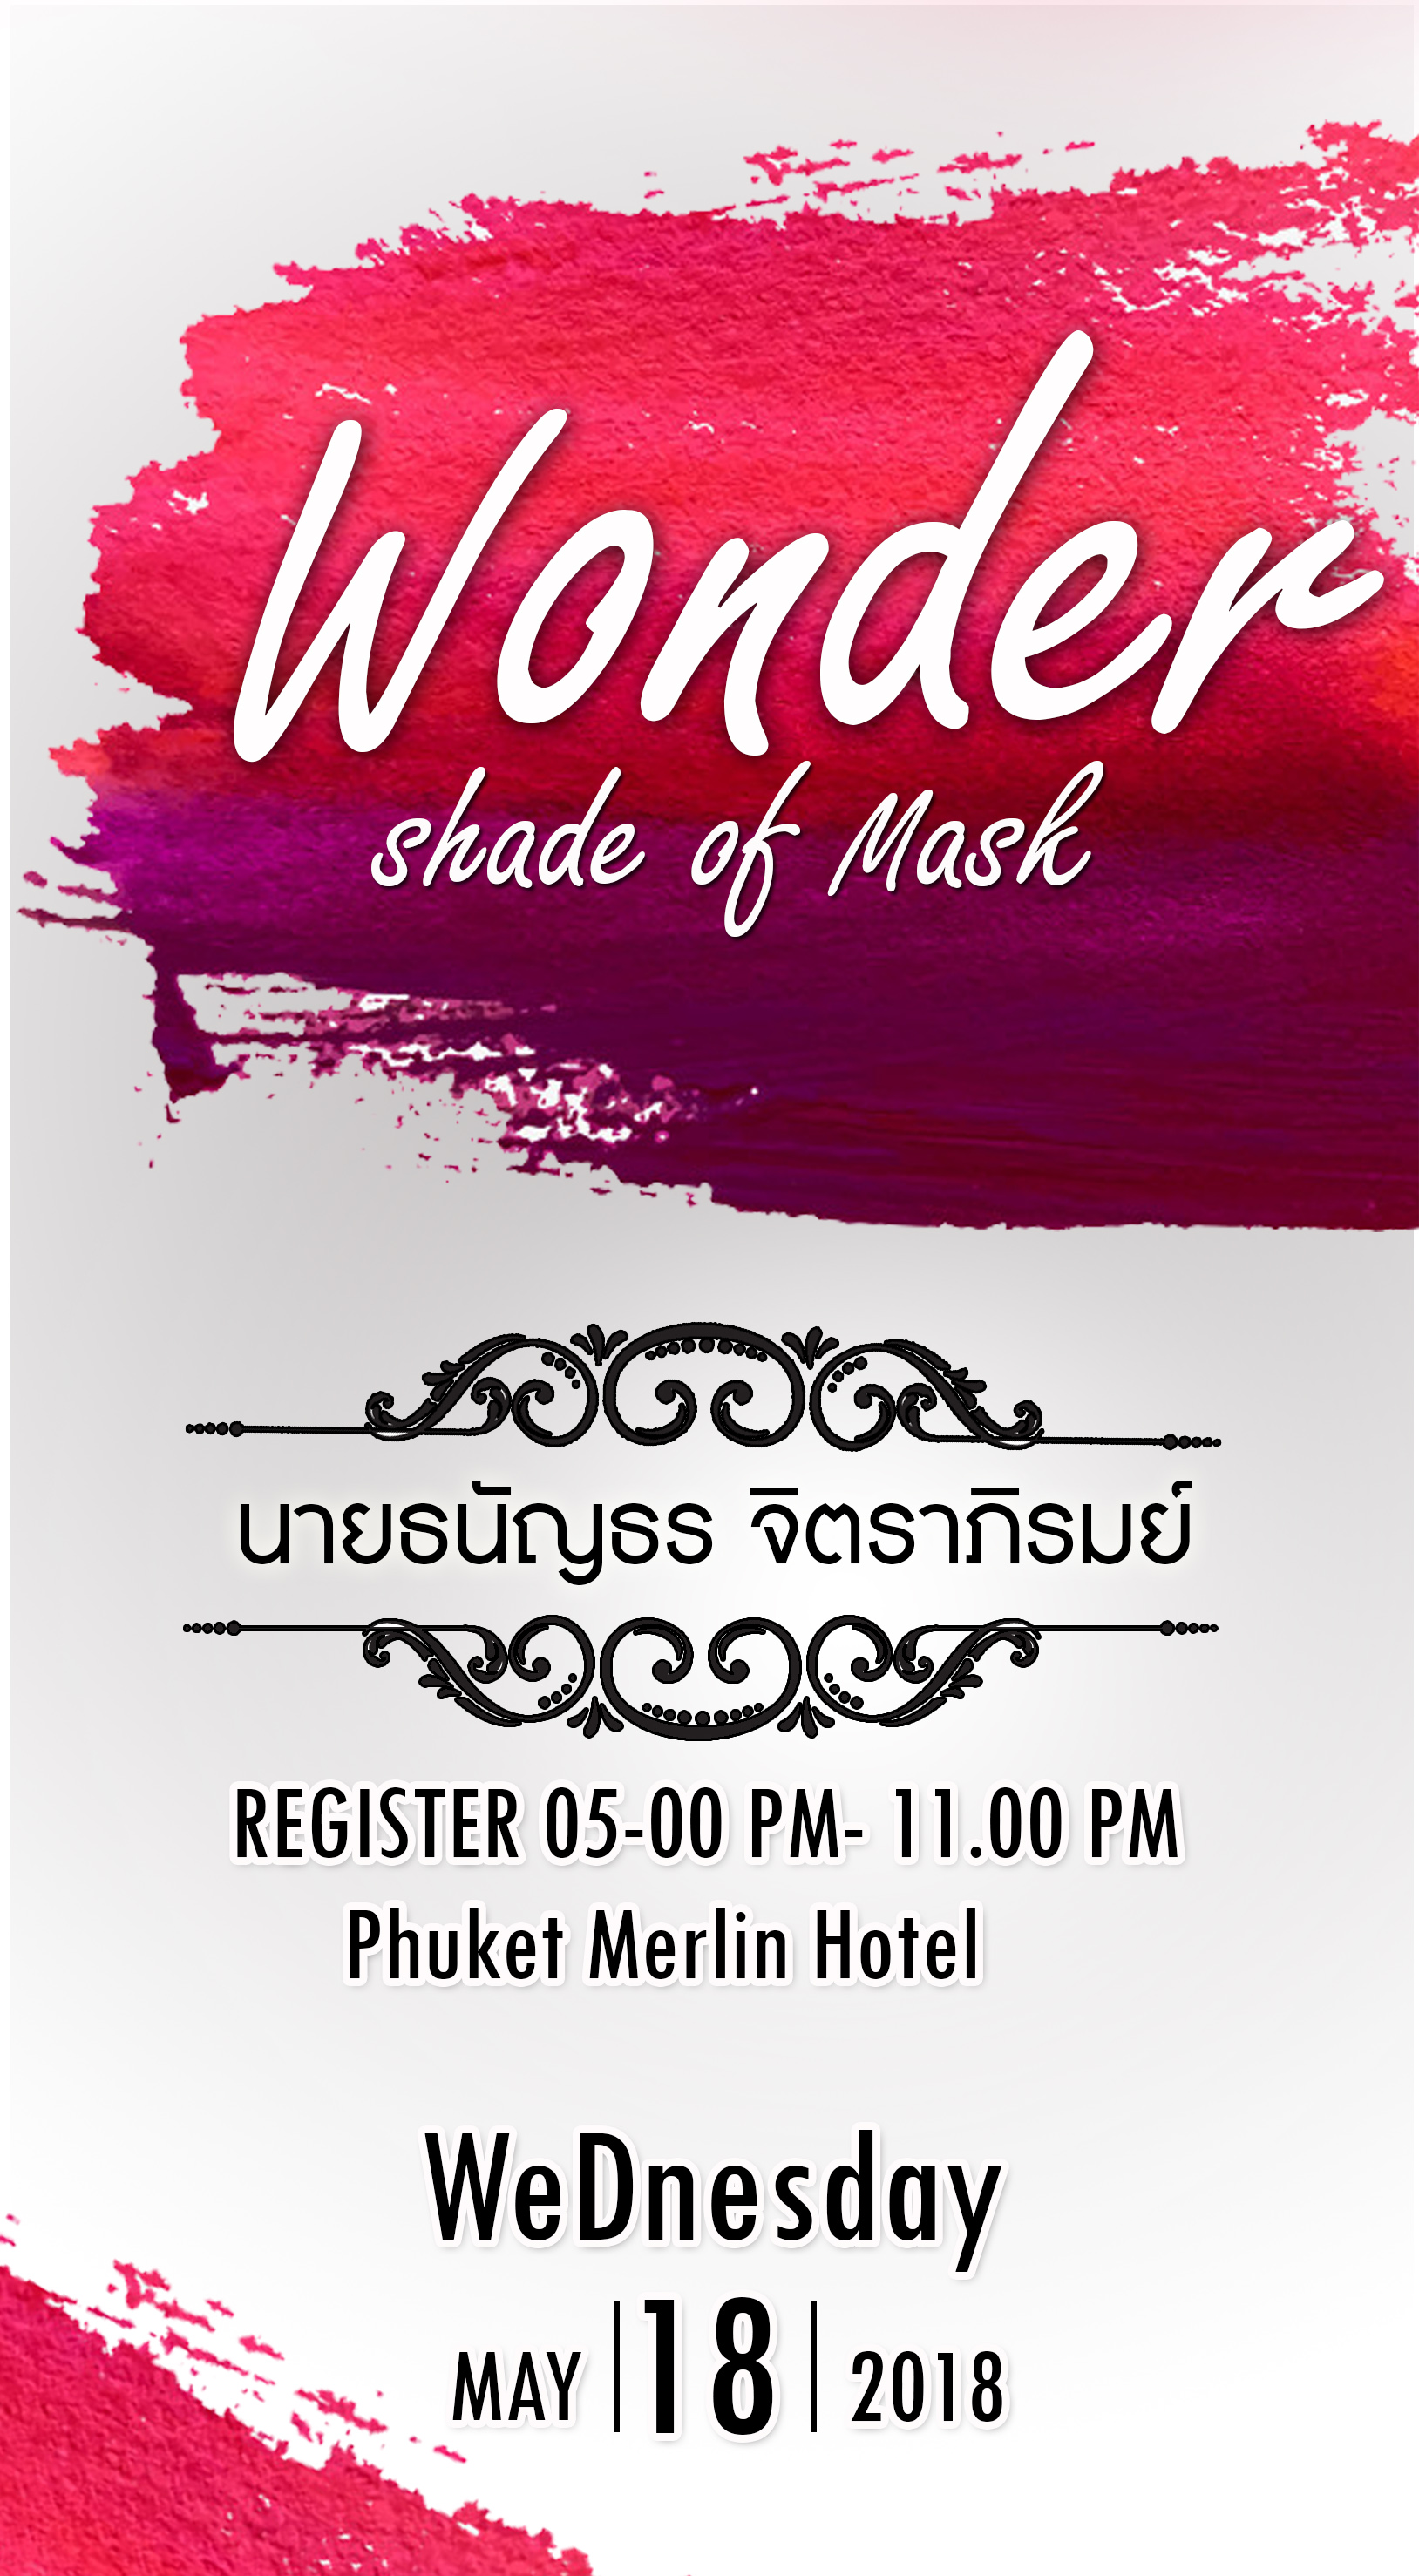 Wonder
shade of Mask
นายธนัญธร จิตราภิรมย์
REGISTER 05-00 PM- 11.00 PM
Phuket Merlin Hotel
WeDnesday
MAY |18| 2018